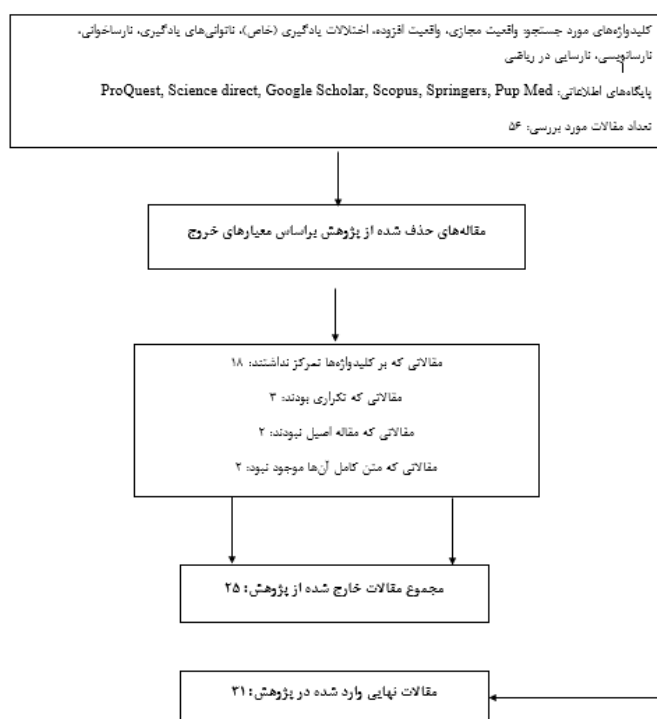 کلیدواژه‌های مورد جستجو: واقعیت مجازی، واقعیت افزوده، اختلالات یادگیری (خاص)، ناتوانی‌های یادگیری، نارساخوانی،
نارسانویسی، نارسایی در ریاضی
پایگاه‌های اطلاعاتی: ProQuest, Science direct, Google Scholar, Scopus, Springers, Pup Med
تعداد مقالات مورد بررسی: ۵۶
مقاله‌های حذف شده از پژوهش براساس معیارهای خروج
مقالاتی که بر کلیدواژه‌ها تمرکز نداشتند: ۱۸
مقالاتی که تکراری بودند: ۳
مقالاتی که مقاله اصیل نبودند: ۲
مقالاتی که متن کامل آن‌ها موجود نبود: ۲
مجموع مقالات خارج شده از پژوهش: ۲۵
مقالات نهایی وارد شده در پژوهش: ۳۱